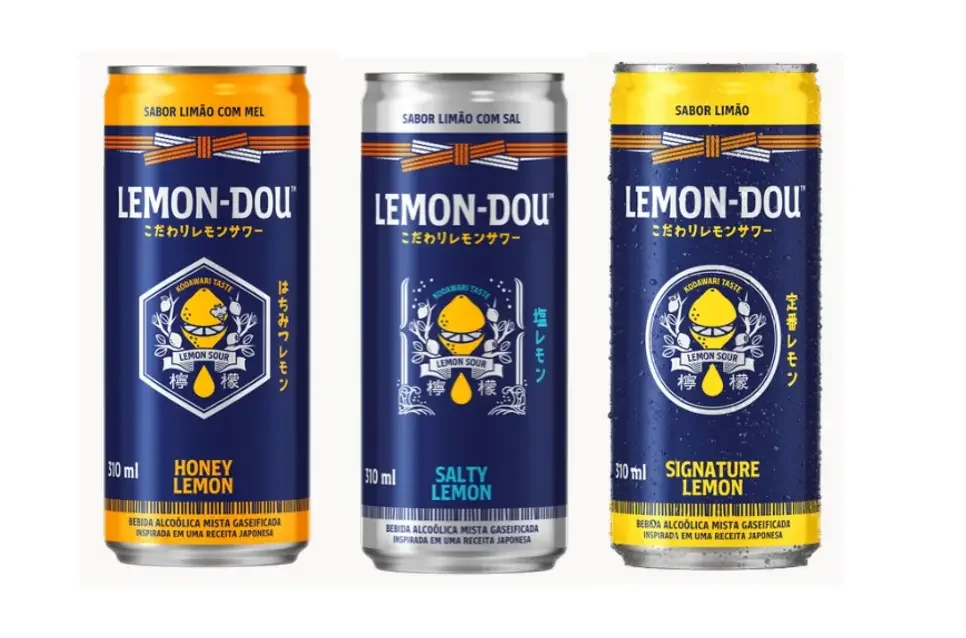 SABOR LIMÃO COM MEL
LEMON-DOU™
こだわりレモンサワー
KODAWARI TASTE
はちみつレモン
LEMON SOUR
檸檬
310 ml
HONEY
LEMON
BEBIDA ALCOÓLICA MISTA GASEIFICADA
INSPIRADA EM UMA RECEITA JAPONESA
SABOR LIMÃO COM SAL
LEMON-DOU™
こだわりレモンサワー
KODAWARI TASTE
塩レモン
LEMON SOUR
檸檬
310 ml
SALTY
LEMON
BEBIDA ALCOÓLICA MISTA GASEIFICADA
INSPIRADA EM UMA RECEITA JAPONESA
SABOR LIMÃO
LEMON-DOU™
こだわりレモンサワー
KODAWARI TASTE
定番レモン
LEMON SOUR
檸檬
310 ml
SIGNATURE
LEMON
BEBIDA ALCOÓLICA MISTA GASEIFICADA
INSPIRADA EM UMA RECEITA JAPONESA